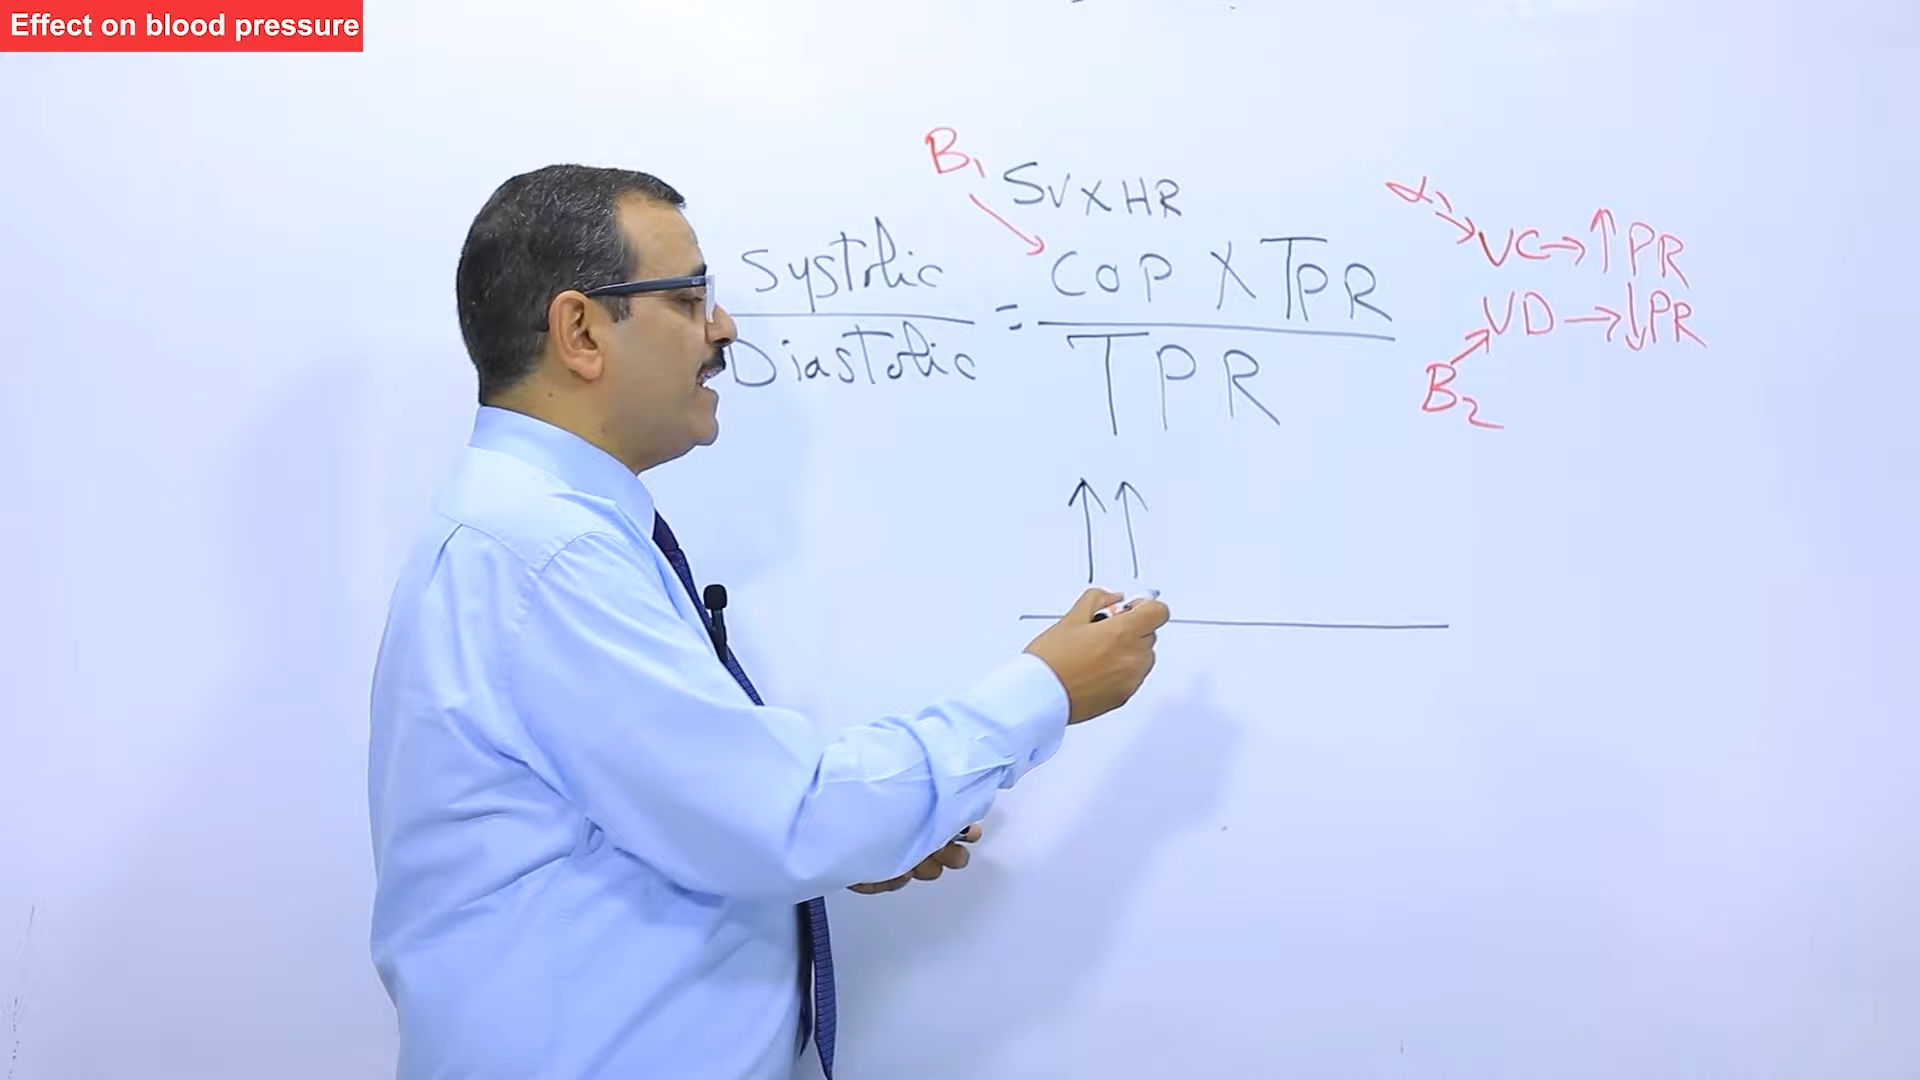 Effect on blood pressure
B₁
SV X HR
α₁
VC → ↑ PR
Systolic
COP X TPR
=
Diastolic
TPR
VD → ↓ PR
B₂
↑ ↑